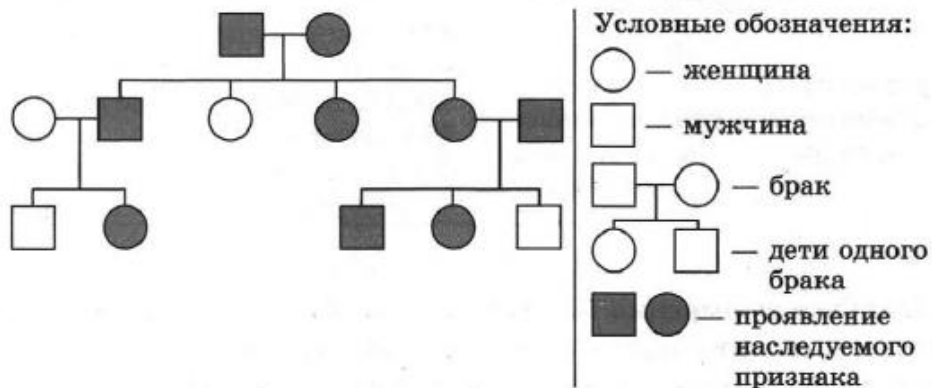 Условные обозначения:
— женщина
— мужчина
— брак
— дети одного
брака
— проявление
наследуемого
признака